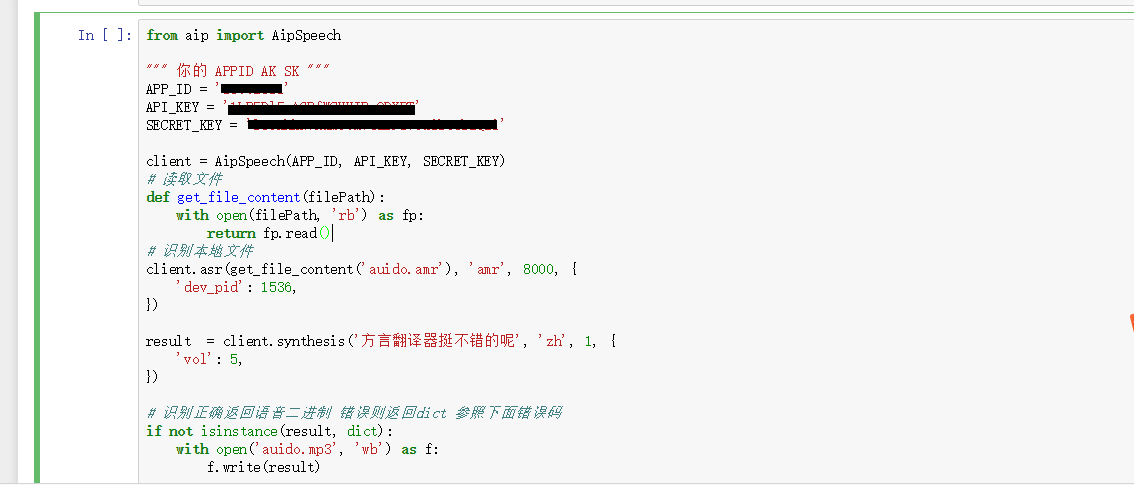 In [ ]:
from aip import AipSpeech
""" 你的 APPID AK SK """
APP_ID = ' '
API_KEY = ' '
SECRET_KEY = ' '
client = AipSpeech(APP_ID, API_KEY, SECRET_KEY)
# 读取文件
def get_file_content(filePath):
    with open(filePath, 'rb') as fp:
        return fp.read()
# 识别本地文件
client.asr(get_file_content('auido.amr'), 'amr', 8000, {
    'dev_pid': 1536,
})
result  = client.synthesis('方言翻译器挺不错的呢', 'zh', 1, {
    'vol': 5,
})
# 识别正确返回语音二进制 错误则返回dict 参照下面错误码
if not isinstance(result, dict):
    with open('auido.mp3', 'wb') as f:
        f.write(result)